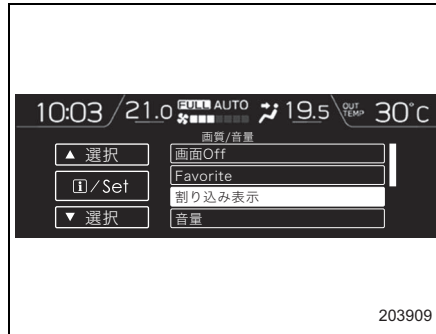 10:03 21.0 FULL AUTO 19.5 OUT TEMP 30°C
画質/音量
▲ 選択
画面Off
i/Set
Favorite
割り込み表示
▼ 選択
音量
203909